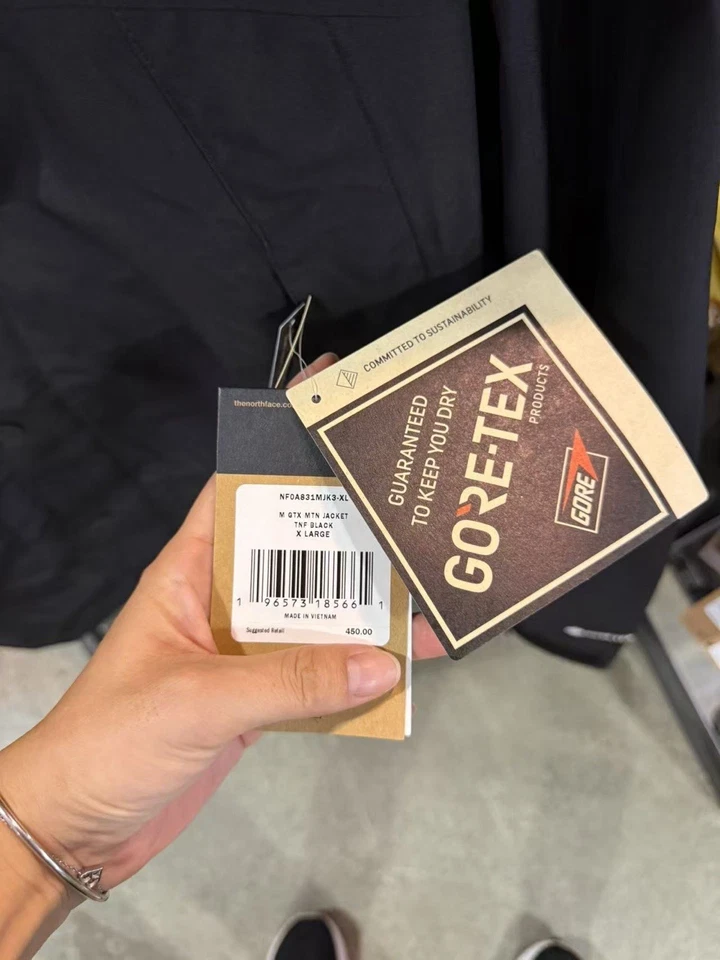 thenorthface.co
NF0A831MJK3-XL
M GTX MTN JACKET
TNF BLACK
X LARGE
1 96573 18566 1
MADE IN VIETNAM
Suggested Retail 450.00
COMMITTED TO SUSTAINABILITY
GUARANTEED
TO KEEP YOU DRY
GORE-TEX
PRODUCTS
GORE